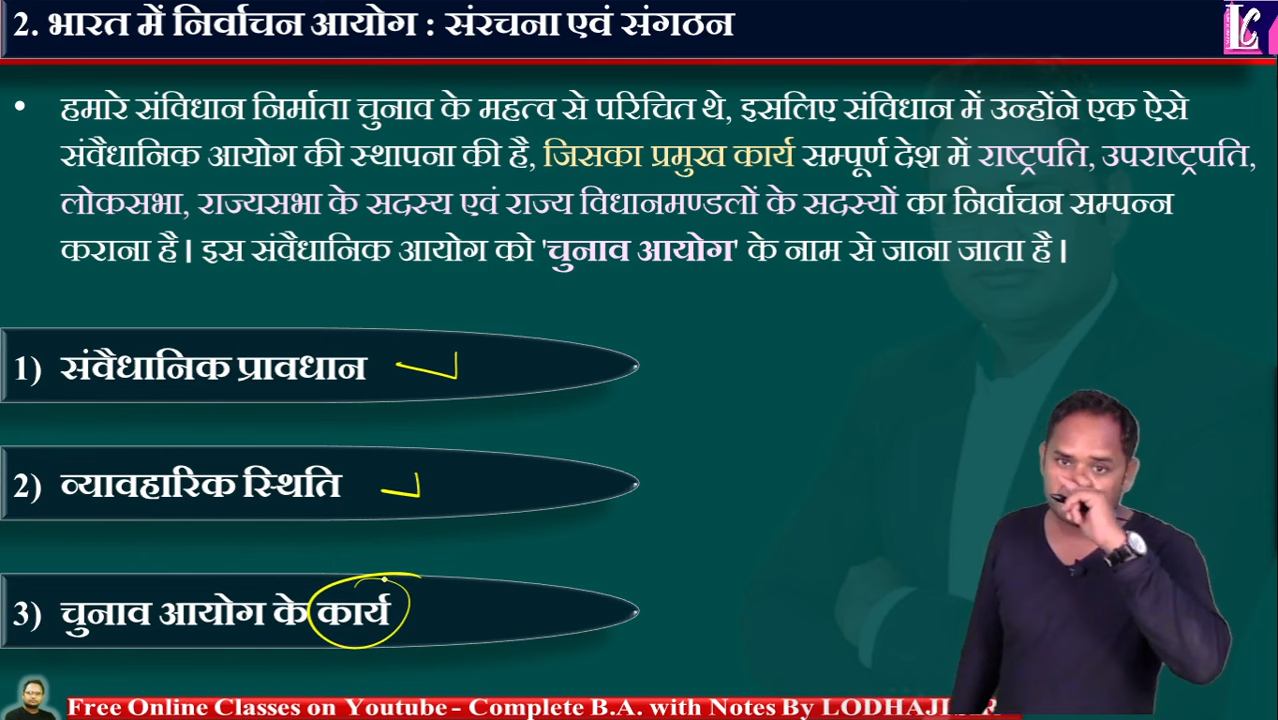 2. भारत में निर्वाचन आयोग : संरचना एवं संगठन
LC
• हमारे संविधान निर्माता चुनाव के महत्व से परिचित थे, इसलिए संविधान में उन्होंने एक ऐसे
संवैधानिक आयोग की स्थापना की है, जिसका प्रमुख कार्य सम्पूर्ण देश में राष्ट्रपति, उपराष्ट्रपति,
लोकसभा, राज्यसभा के सदस्य एवं राज्य विधानमण्डलों के सदस्यों का निर्वाचन सम्पन्न
कराना है। इस संवैधानिक आयोग को 'चुनाव आयोग' के नाम से जाना जाता है।
1) संवैधानिक प्रावधान
2) व्यावहारिक स्थिति
3) चुनाव आयोग के कार्य
Free Online Classes on Youtube - Complete B.A. with Notes By LODHAJI